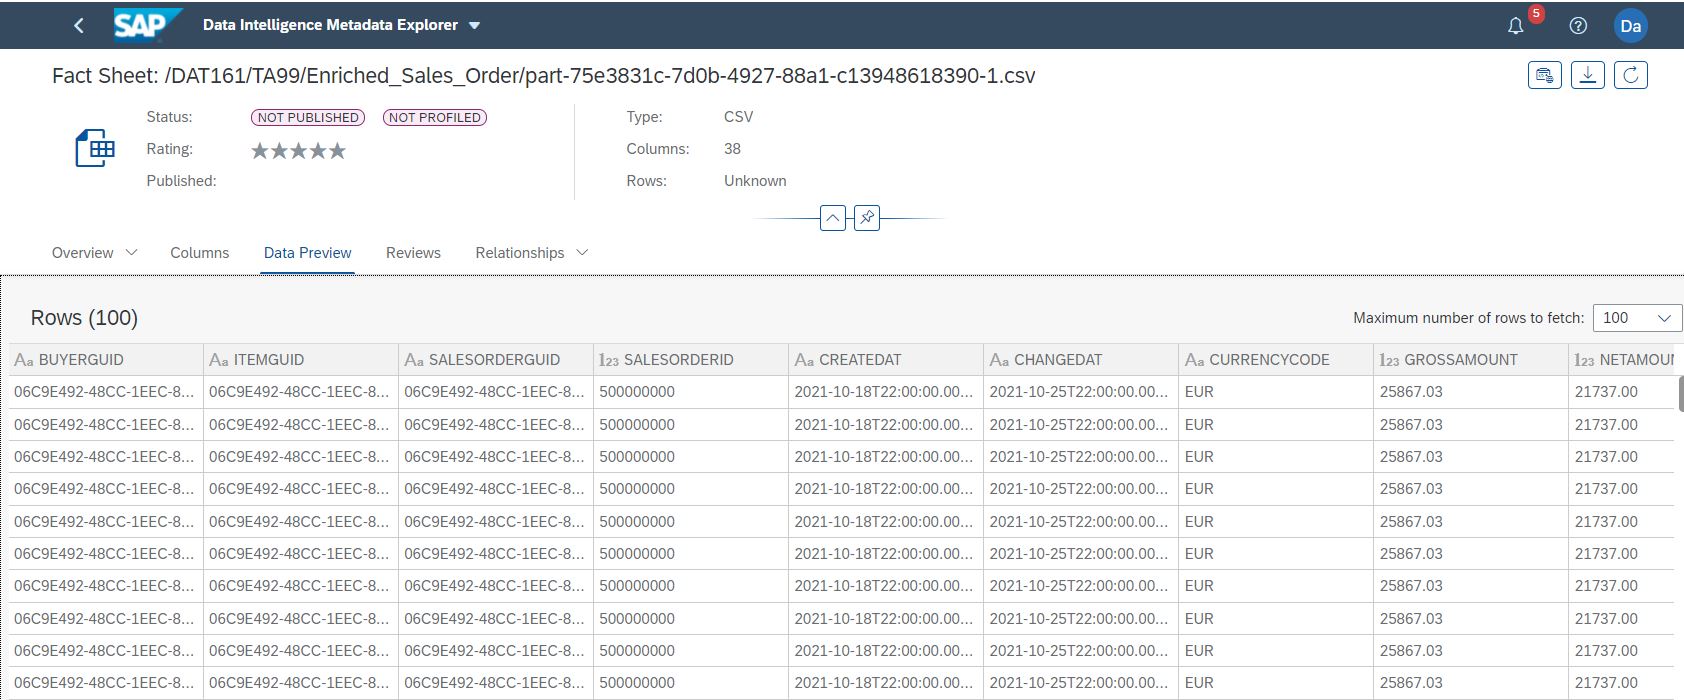 SAP Data Intelligence Metadata Explorer 5 Da
Fact Sheet: /DAT161/TA99/Enriched_Sales_Order/part-75e3831c-7d0b-4927-88a1-c13948618390-1.csv
Status: NOT PUBLISHED NOT PROFILED Type: CSV
Rating: Columns: 38
Published: Rows: Unknown
Overview Columns Data Preview Reviews Relationships
Rows (100) Maximum number of rows to fetch: 100
Aa BUYERGUID Aa ITEMGUID Aa SALESORDERGUID 123 SALESORDERID Aa CREATEDAT Aa CHANGEDAT Aa CURRENCYCODE 123 GROSSAMOUNT 123 NETAMOUN
06C9E492-48CC-1EEC-8... 06C9E492-48CC-1EEC-8... 06C9E492-48CC-1EEC-8... 500000000 2021-10-18T22:00:00.00... 2021-10-25T22:00:00.00... EUR 25867.03 21737.00
06C9E492-48CC-1EEC-8... 06C9E492-48CC-1EEC-8... 06C9E492-48CC-1EEC-8... 500000000 2021-10-18T22:00:00.00... 2021-10-25T22:00:00.00... EUR 25867.03 21737.00
06C9E492-48CC-1EEC-8... 06C9E492-48CC-1EEC-8... 06C9E492-48CC-1EEC-8... 500000000 2021-10-18T22:00:00.00... 2021-10-25T22:00:00.00... EUR 25867.03 21737.00
06C9E492-48CC-1EEC-8... 06C9E492-48CC-1EEC-8... 06C9E492-48CC-1EEC-8... 500000000 2021-10-18T22:00:00.00... 2021-10-25T22:00:00.00... EUR 25867.03 21737.00
06C9E492-48CC-1EEC-8... 06C9E492-48CC-1EEC-8... 06C9E492-48CC-1EEC-8... 500000000 2021-10-18T22:00:00.00... 2021-10-25T22:00:00.00... EUR 25867.03 21737.00
06C9E492-48CC-1EEC-8... 06C9E492-48CC-1EEC-8... 06C9E492-48CC-1EEC-8... 500000000 2021-10-18T22:00:00.00... 2021-10-25T22:00:00.00... EUR 25867.03 21737.00
06C9E492-48CC-1EEC-8... 06C9E492-48CC-1EEC-8... 06C9E492-48CC-1EEC-8... 500000000 2021-10-18T22:00:00.00... 2021-10-25T22:00:00.00... EUR 25867.03 21737.00
06C9E492-48CC-1EEC-8... 06C9E492-48CC-1EEC-8... 06C9E492-48CC-1EEC-8... 500000000 2021-10-18T22:00:00.00... 2021-10-25T22:00:00.00... EUR 25867.03 21737.00
06C9E492-48CC-1EEC-8... 06C9E492-48CC-1EEC-8... 06C9E492-48CC-1EEC-8... 500000000 2021-10-18T22:00:00.00... 2021-10-25T22:00:00.00... EUR 25867.03 21737.00
06C9E492-48CC-1EEC-8... 06C9E492-48CC-1EEC-8... 06C9E492-48CC-1EEC-8... 500000000 2021-10-18T22:00:00.00... 2021-10-25T22:00:00.00... EUR 25867.03 21737.00